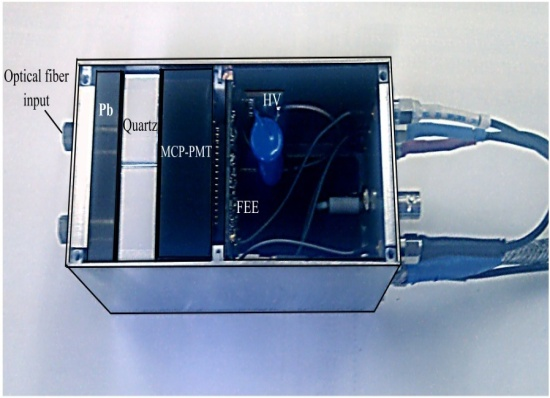 Optical fiber
input
Pb
Quartz
MCP-PMT
HV
FEE